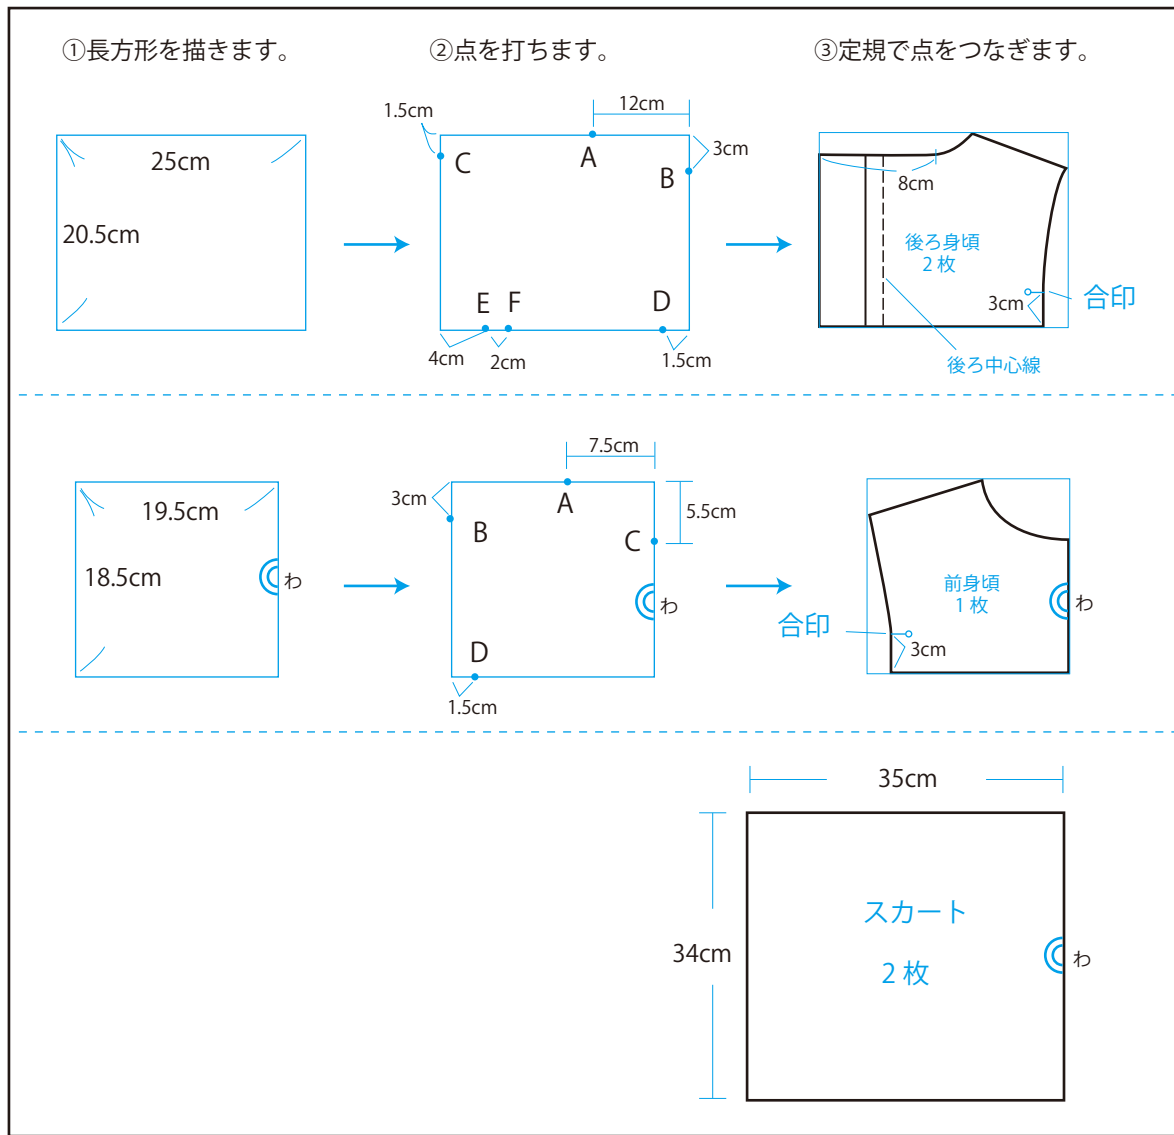 ①長方形を描きます。
②点を打ちます。
③定規で点をつなぎます。
25cm
20.5cm
1.5cm
12cm
3cm
A
B
C
D
E
F
4cm
2cm
1.5cm
8cm
後ろ身頃
2 枚
3cm
合印
後ろ中心線
19.5cm
18.5cm
わ
7.5cm
3cm
5.5cm
A
B
C
わ
D
1.5cm
前身頃
1 枚
わ
合印
3cm
35cm
34cm
スカート
2 枚
わ